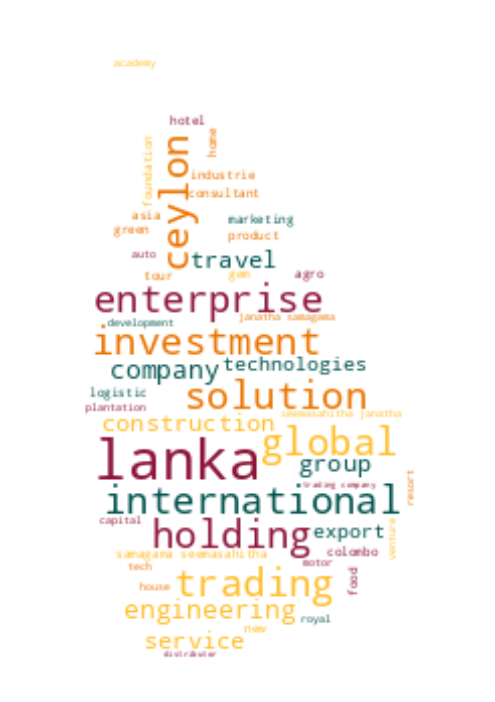 academy
hotel
home
foundation
ceylon
industrie
consultant
asia
marketing
green
product
auto
travel
tour
gem
agro
enterprise
janatha samagama
development
investment
company
technologies
solution
logistic
plantation
seemasahitha janatha
construction
global
lanka
group
trading company
resort
international
capital
holding
export
venture
colombo
samagama seemasahitha
motor
tech
food
trading
house
engineering
royal
new
service
distributor